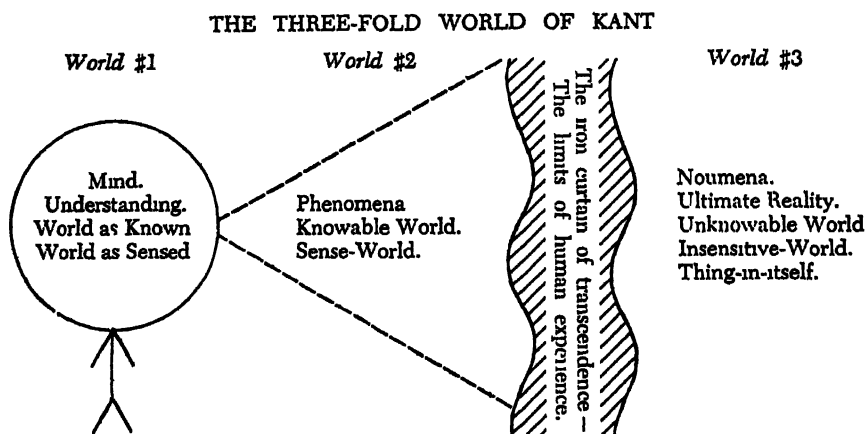 THE THREE-FOLD WORLD OF KANT
World #1
World #2
World #3
Mind.
Understanding.
World as Known
World as Sensed
Phenomena
Knowable World.
Sense-World.
The iron curtain of transcendence—
The limits of human experience.
Noumena.
Ultimate Reality.
Unknowable World
Insensitive-World.
Thing-in-itself.